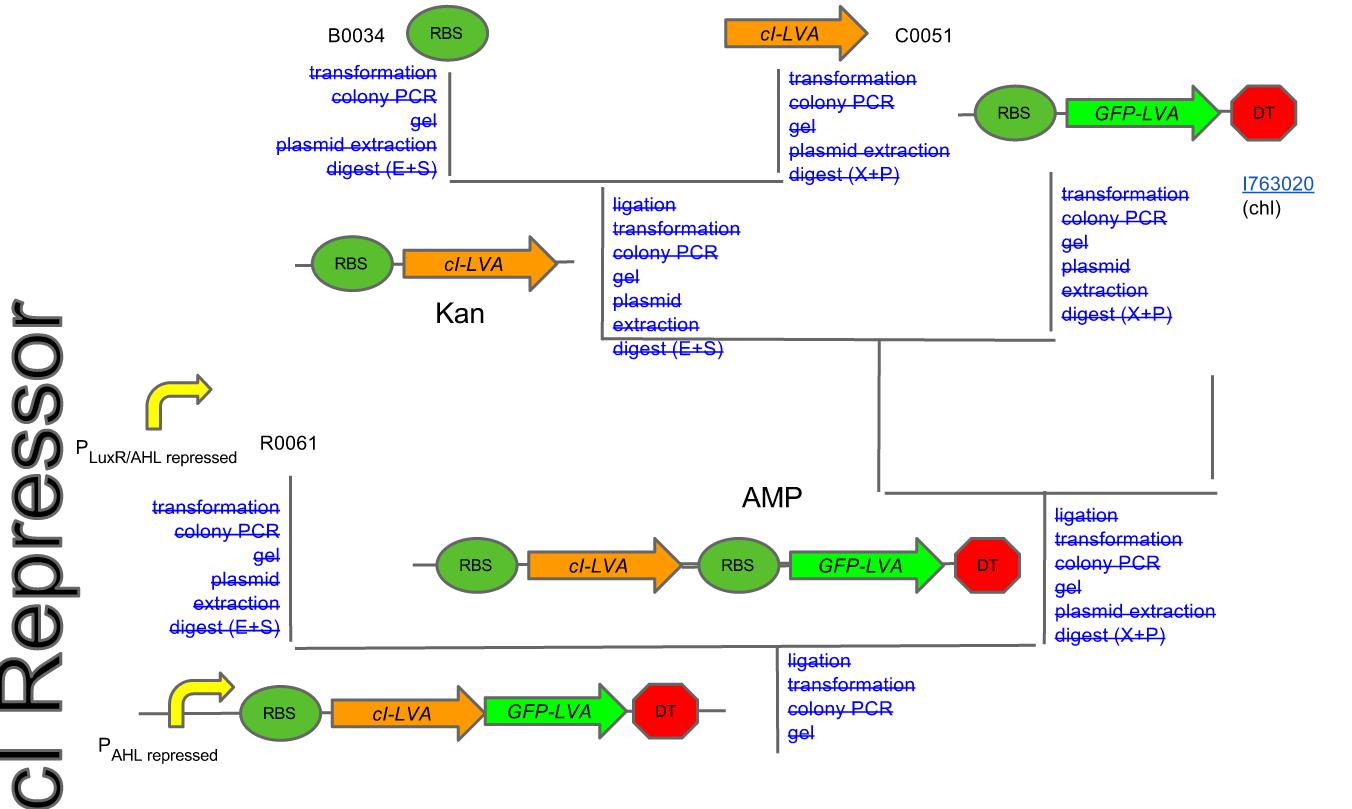 B0034
RBS
cI-LVA
C0051
transformation
colony PCR
gel
plasmid extraction
digest (E+S)
transformation
colony PCR
gel
plasmid extraction
digest (X+P)
RBS
GFP-LVA
DT
I763020
(chl)
transformation
colony PCR
gel
plasmid
extraction
digest (X+P)
ligation
transformation
colony PCR
gel
plasmid
extraction
digest (E+S)
RBS
cI-LVA
Kan
cI Repressor
P LuxR/AHL repressed
R0061
transformation
colony PCR
gel
plasmid
extraction
digest (E+S)
AMP
RBS
cI-LVA
RBS
GFP-LVA
DT
ligation
transformation
colony PCR
gel
plasmid extraction
digest (X+P)
ligation
transformation
colony PCR
gel
RBS
cI-LVA
GFP-LVA
DT
P AHL repressed